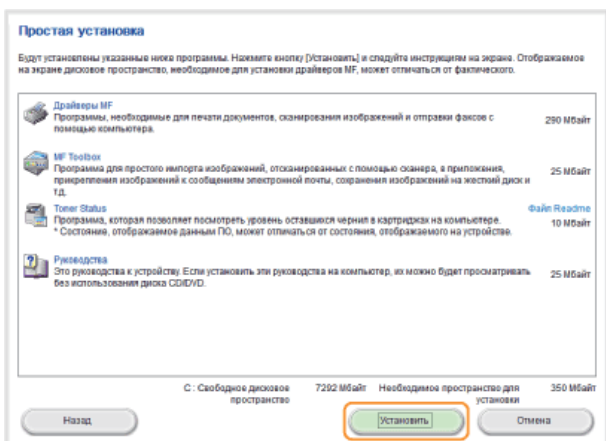 Простая установка
Будут установлены указанные ниже программы. Нажмите кнопку [Установить] и следуйте инструкциям на экране. Отображаемое
на экране дисковое пространство, необходимое для установки драйверов MF, может отличаться от фактического.
Драйверы MF
Программы, необходимые для печати документов, сканирования изображений и отправки факсов с
помощью компьютера.
290 Мбайт
MF Toolbox
Программа для простого импорта изображений, отсканированных с помощью сканера, в приложения,
прикрепления изображений к сообщениям электронной почты, сохранения изображений на жесткий диск и
т.д.
25 Мбайт
Toner Status
Файл Readme
Программа, которая позволяет посмотреть уровень оставшихся чернил в картриджах на компьютере.
10 Мбайт
* Состояние, отображаемое данным ПО, может отличаться от состояния, отображаемого на устройстве.
Руководства
Это руководства к устройству. Если установить эти руководства на компьютер, их можно будет просматривать
без использования диска CD/DVD.
25 Мбайт
C : Свободное дисковое
пространство
7292 Мбайт
Необходимое пространство для
установки
350 Мбайт
Назад
Установить
Отмена